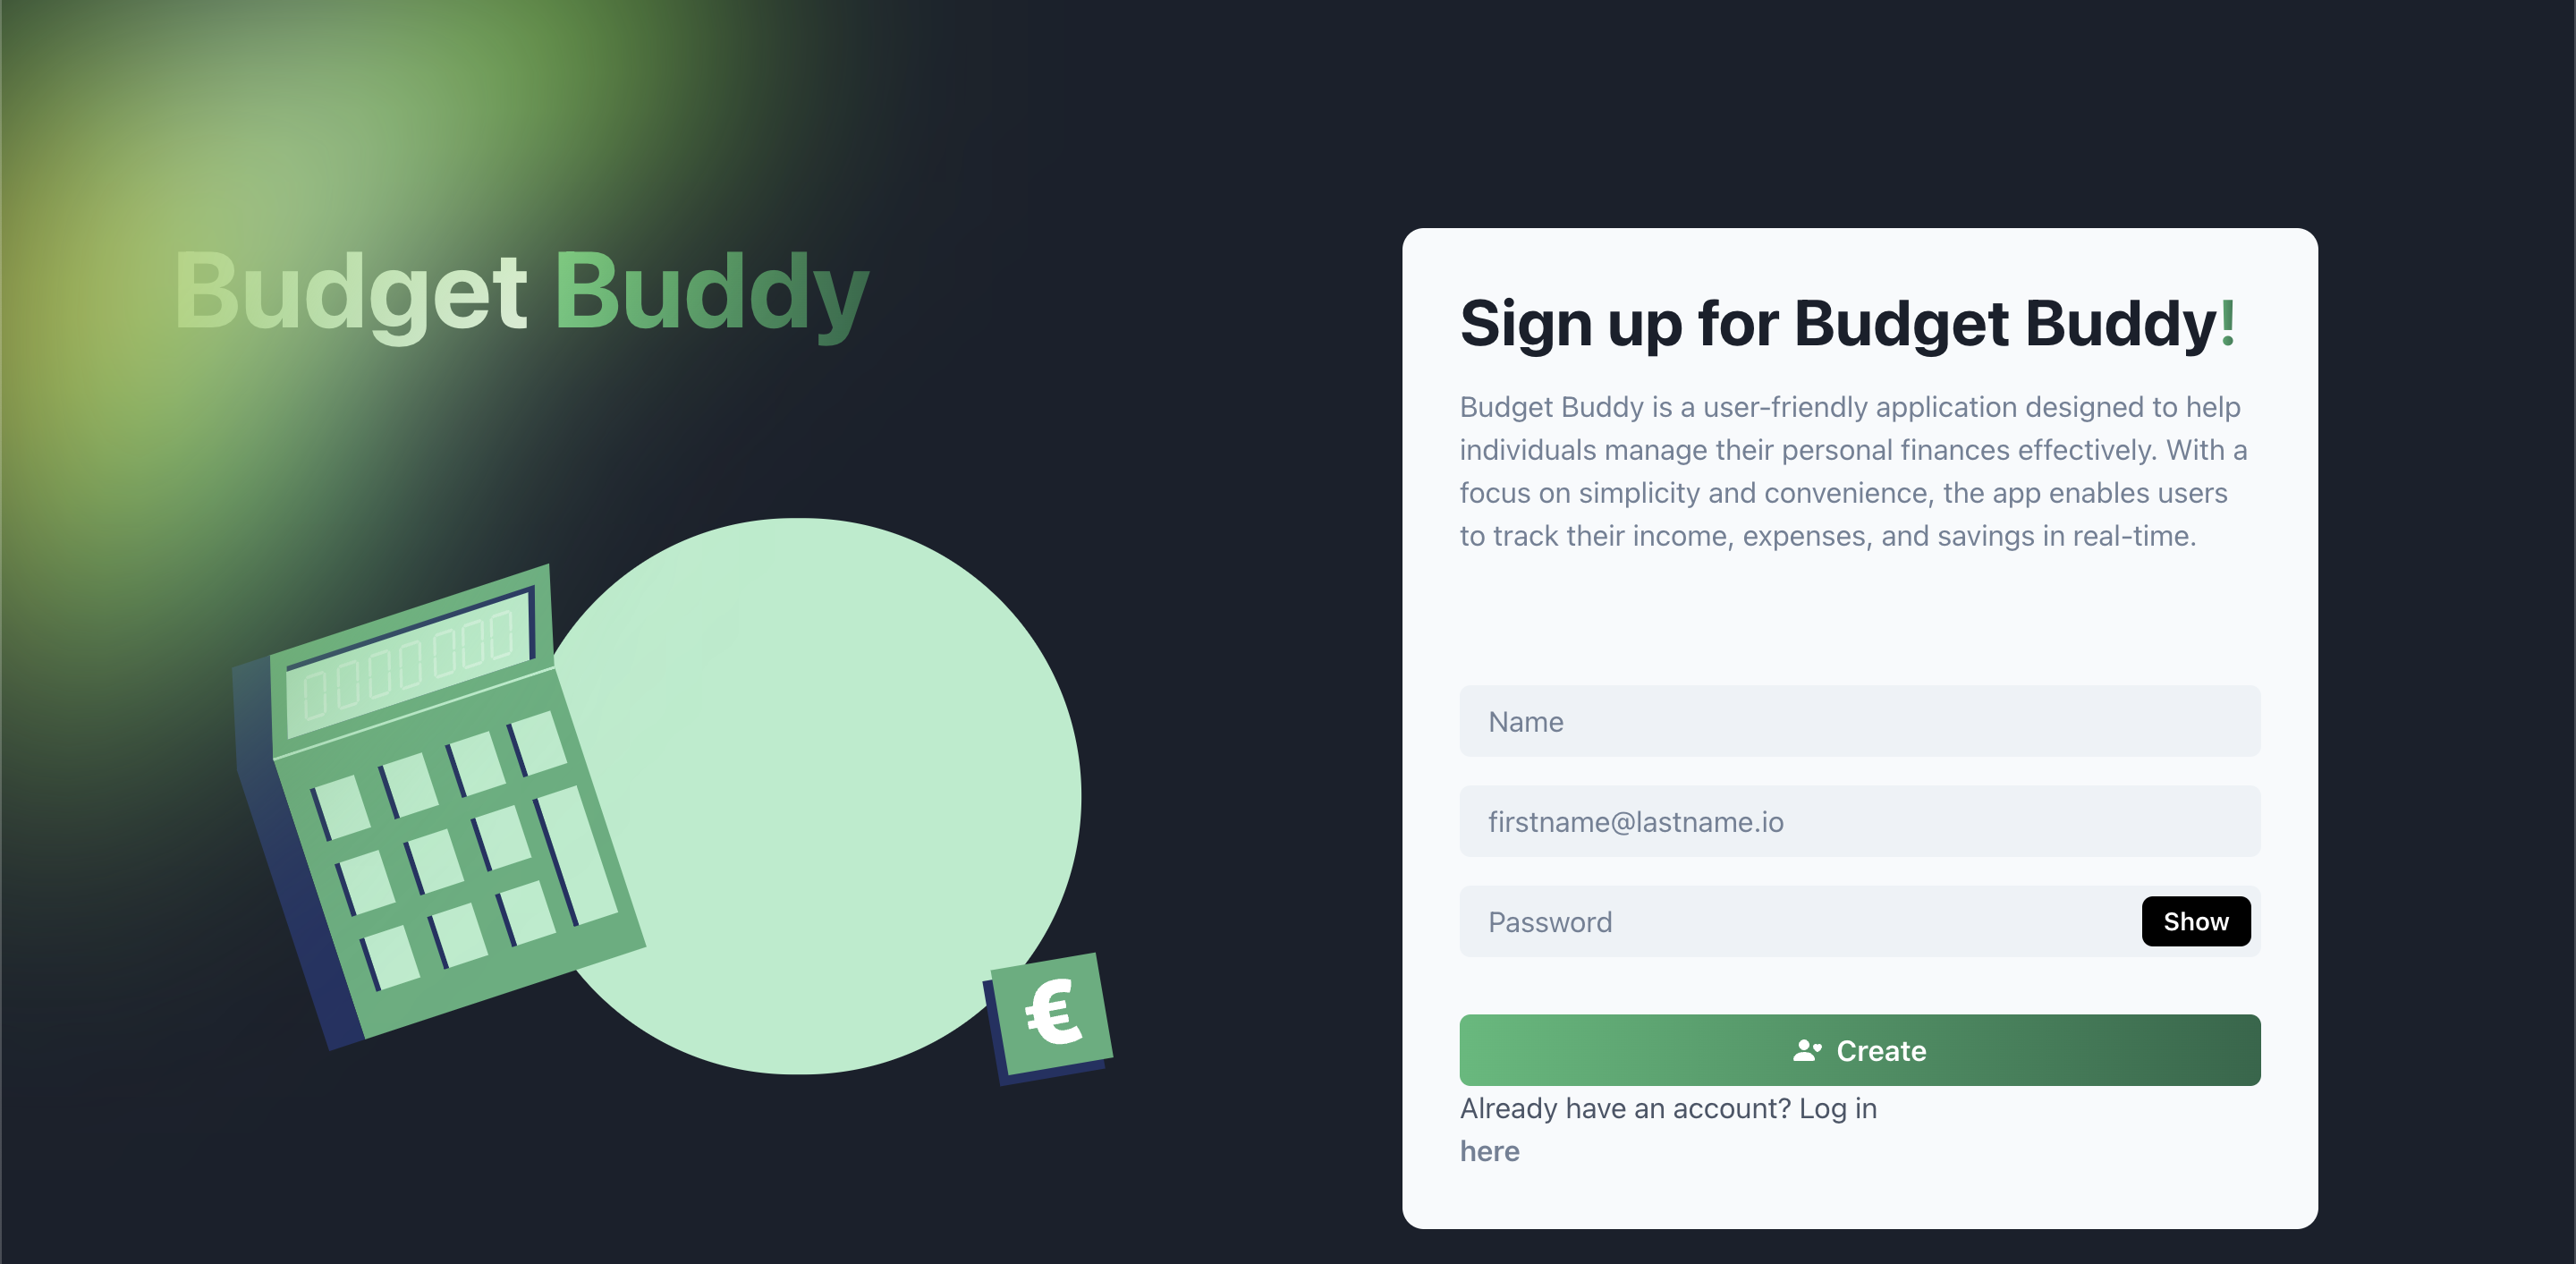 Budget Buddy
0000000
€
Sign up for Budget Buddy!
Budget Buddy is a user-friendly application designed to help
individuals manage their personal finances effectively. With a
focus on simplicity and convenience, the app enables users
to track their income, expenses, and savings in real-time.
Name
firstname@lastname.io
Password
Show
Create
Already have an account? Log in
here